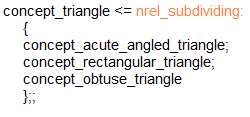 concept_triangle <= nrel_subdividing:
{
concept_acute_angled_triangle;
concept_rectangular_triangle;
concept_obtuse_triangle
};;